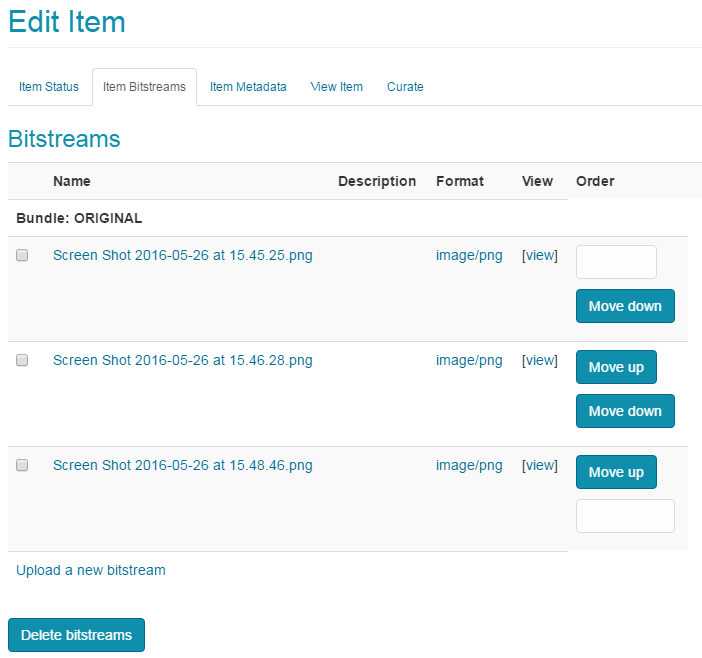 Edit Item
Item Status Item Bitstreams Item Metadata View Item Curate
Bitstreams
Name Description Format View Order
Bundle: ORIGINAL
Screen Shot 2016-05-26 at 15.45.25.png image/png [view]
Move down
Screen Shot 2016-05-26 at 15.46.28.png image/png [view] Move up
Move down
Screen Shot 2016-05-26 at 15.48.46.png image/png [view] Move up
Upload a new bitstream
Delete bitstreams